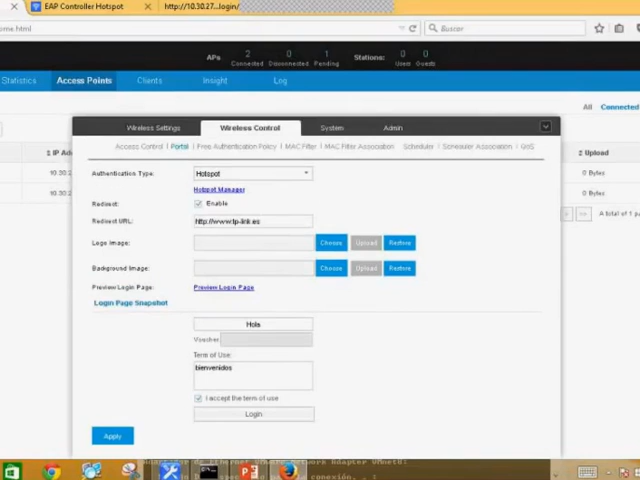 EAP Controller Hotspot
http://10.30.27...login/
ome.html
Buscar
APs: 2 0 1 Stations: 0 0
Connected Disconnected Pending Users Guests
Statistics Access Points Clients Insight Log
All Connected
Wireless Settings Wireless Control System Admin
Access Control Portal Free Authentication Policy MAC Filter MAC Filter Association Scheduler Scheduler Association QoS
IP Add
Upload
Authentication Type: Hotspot
10.30.2 0 Bytes
Hotspot Manager
10.30.2 0 Bytes
Redirect: Enable
A total of 1 p
Redirect URL: http://www.tp-link.es
Logo Image: Choose Upload Restore
Background Image: Choose Upload Restore
Preview Login Page: Preview Login Page
Login Page Snapshot
Hola
Voucher
Term of Use:
bienvenidos
I accept the term of use
Login
Apply